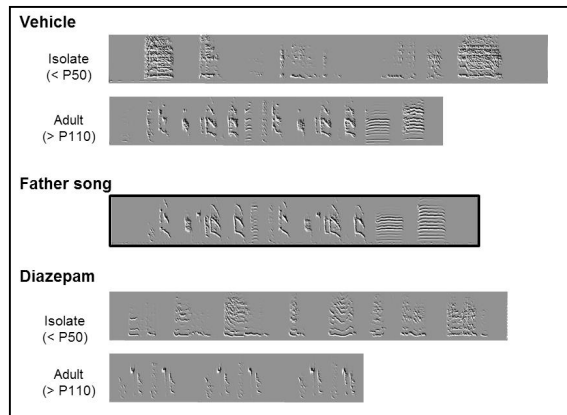 Vehicle
Isolate
(< P50)
Adult
(> P110)
Father song
Diazepam
Isolate
(< P50)
Adult
(> P110)